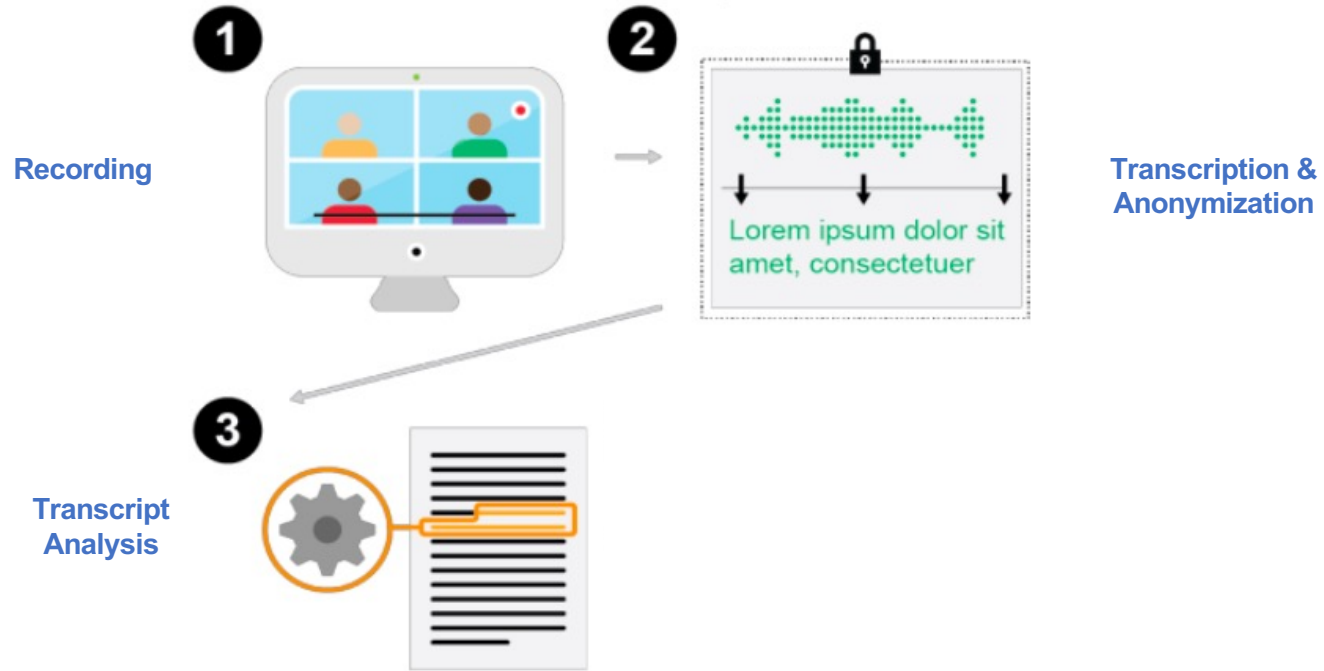 1
2
Recording
Transcription &
Anonymization
Lorem ipsum dolor sit
amet, consectetuer
3
Transcript
Analysis